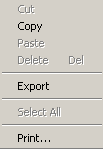 Cut
Copy
Paste
Delete Del
Export
Select All
Print...